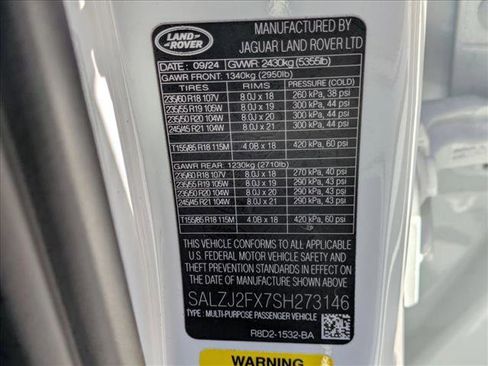 LAND
ROVER
MANUFACTURED BY
JAGUAR LAND ROVER LTD
DATE : 09/24 GVWR: 2430kg (5355lb)
GAWR FRONT: 1340kg (2950lb)
TIRES RIMS PRESSURE (COLD)
235/60 R18 107V 8.0J x 18 260 kPa, 38 psi
235/55 R19 105W 8.0J x 19 300 kPa, 44 psi
235/50 R20 104W 8.0J x 20 300 kPa, 44 psi
245/45 R21 104W 8.0J x 21 300 kPa, 44 psi
T155/85 R18 115M 4.0B x 18 420 kPa, 60 psi
GAWR REAR: 1230kg (2710lb)
235/60 R18 107V 8.0J x 18 270 kPa, 40 psi
235/55 R19 105W 8.0J x 19 290 kPa, 43 psi
235/50 R20 104W 8.0J x 20 290 kPa, 43 psi
245/45 R21 104W 8.0J x 21 290 kPa, 43 psi
T155/85 R18 115M 4.0B x 18 420 kPa, 60 psi
THIS VEHICLE CONFORMS TO ALL APPLICABLE
U.S. FEDERAL MOTOR VEHICLE SAFETY
BUMPER, AND THEFT PREVENTION
STANDARDS IN EFFECT ON THE DATE
OF MANUFACTURE SHOWN ABOVE
SALZJ2FX7SH273146
TYPE : MULTI-PURPOSE PASSENGER VEHICLE
R8D2-1532-BA
WARNING